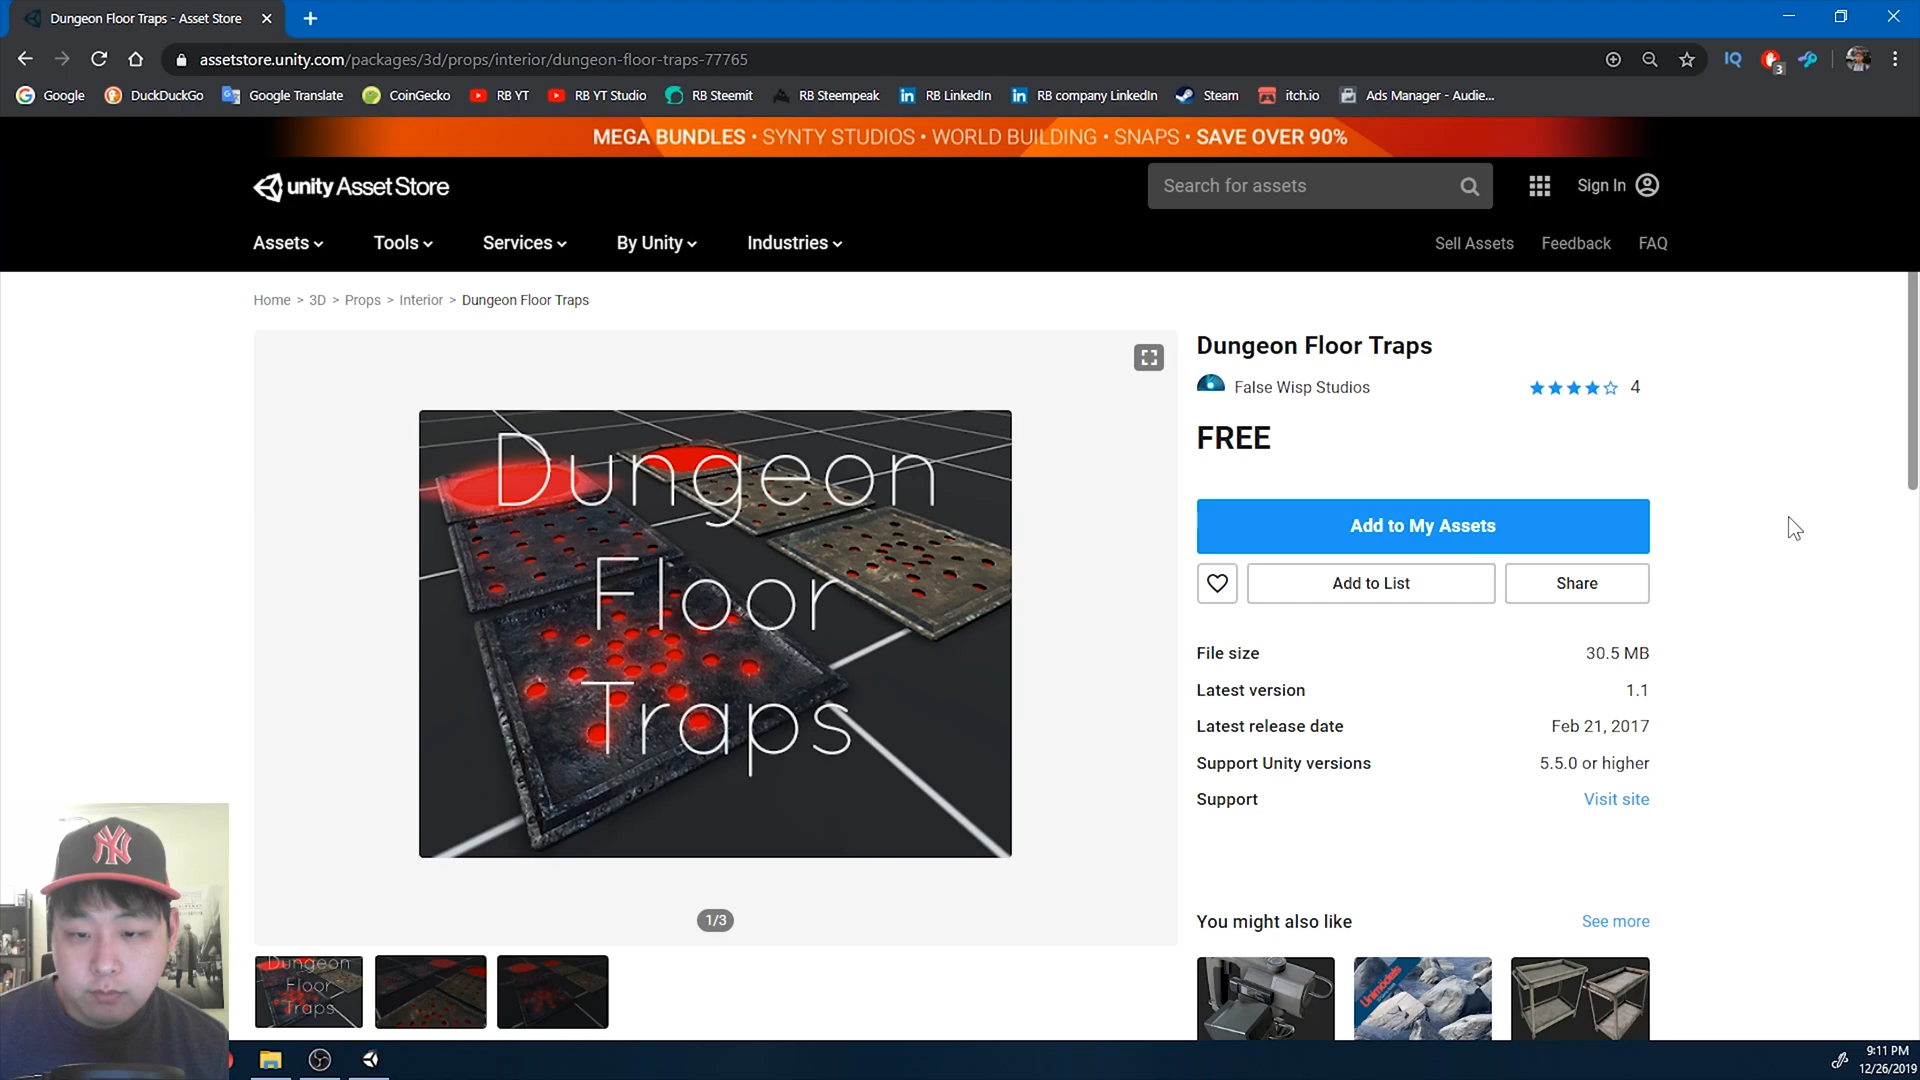 Dungeon Floor Traps - Asset Store
assetstore.unity.com/packages/3d/props/interior/dungeon-floor-traps-77765
IQ
3
Google
DuckDuckGo
Google Translate
CoinGecko
RB YT
RB YT Studio
RB Steemit
RB Steempeak
RB LinkedIn
RB company LinkedIn
Steam
itch.io
Ads Manager - Audie...
MEGA BUNDLES • SYNTY STUDIOS • WORLD BUILDING • SNAPS • SAVE OVER 90%
unity Asset Store
Search for assets
Sign In
Assets
Tools
Services
By Unity
Industries
Sell Assets
Feedback
FAQ
Home > 3D > Props > Interior > Dungeon Floor Traps
Dungeon
Floor
Traps
1/3
Dungeon
Floor
Traps
Dungeon Floor Traps
False Wisp Studios
4
FREE
Add to My Assets
Add to List
Share
File size 30.5 MB
Latest version 1.1
Latest release date Feb 21, 2017
Support Unity versions 5.5.0 or higher
Support Visit site
You might also like
See more
Unimodels
NY
9:11 PM
12/26/2019